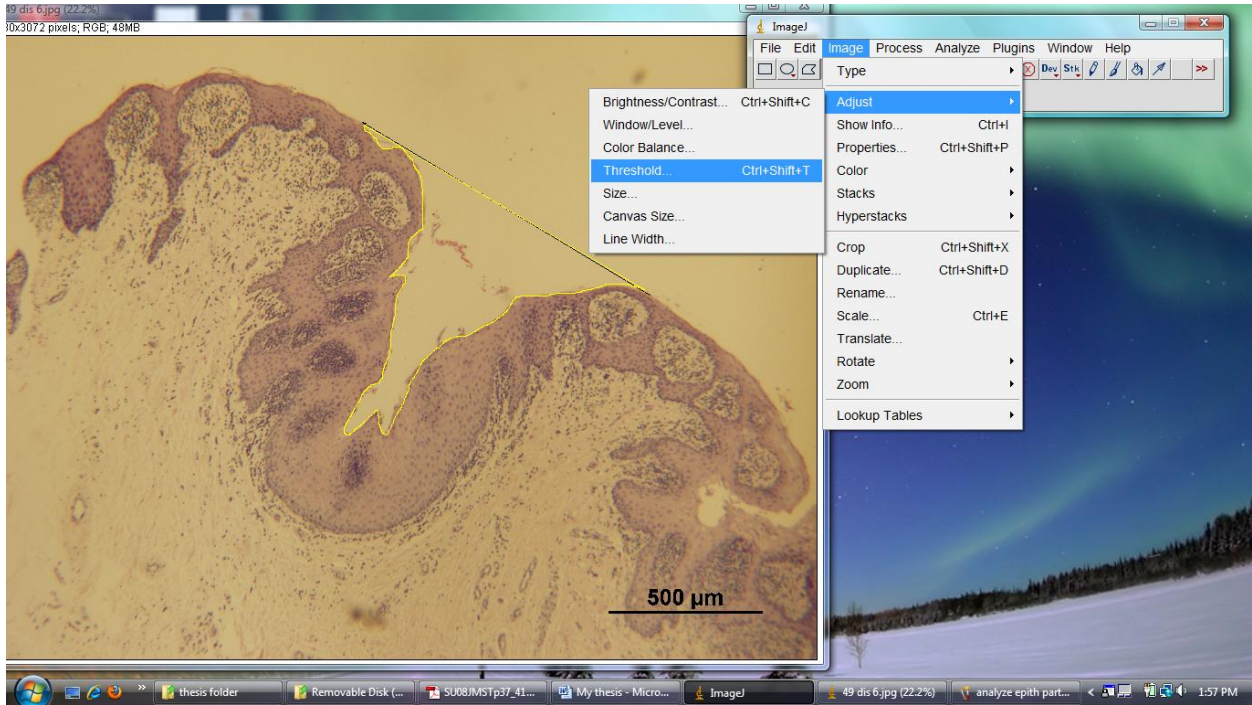 49 dis 6.jpg (22.2%)
80x3072 pixels; RGB; 48MB
ImageJ
File Edit Image Process Analyze Plugins Window Help
Dev Stk >>
Type
Adjust
Show Info... Ctrl+I
Properties... Ctrl+Shift+P
Color
Stacks
Hyperstacks
Crop Ctrl+Shift+X
Duplicate... Ctrl+Shift+D
Rename...
Scale... Ctrl+E
Translate...
Rotate
Zoom
Lookup Tables
Brightness/Contrast... Ctrl+Shift+C
Window/Level...
Color Balance...
Threshold... Ctrl+Shift+T
Size...
Canvas Size...
Line Width...
500 µm
thesis folder
Removable Disk (...
SU08JMSTp37_41...
My thesis - Micro...
ImageJ
49 dis 6.jpg (22.2%)
analyze epith part...
1:57 PM